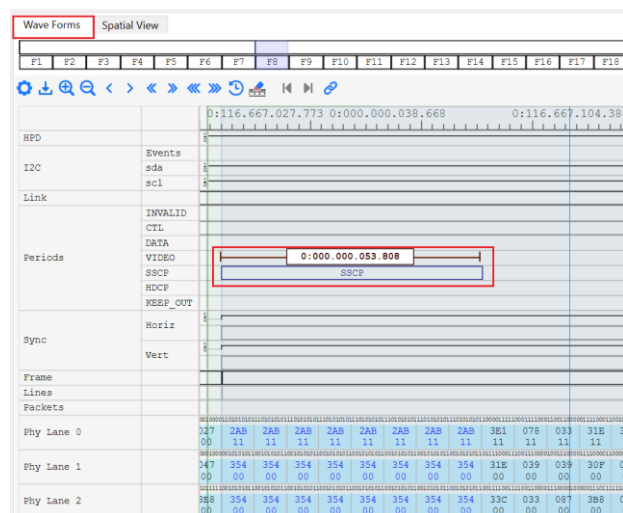 Wave Forms Spatial View
F1 F2 F3 F4 F5 F6 F7 F8 F9 F10 F11 F12 F13 F14 F15 F16 F17 F18
0:116.667.027.773 0:000.000.038.668 0:116.667.104.38
HPD
Events
I2C sda
scl
Link
INVALID
CTL
DATA
Periods VIDEO 0:000.000.053.808
SSCP SSCP
HDCP
KEEP_OUT
Horiz
Sync
Vert
Frame
Lines
Packets
Phy Lane 0 027 2AB 2AB 2AB 2AB 2AB 2AB 2AB 3E1 078 033 31E
00 11 11 11 11 11 11 11 11 11 11 11
Phy Lane 1 047 354 354 354 354 354 354 354 31E 039 039 30F
00 00 00 00 00 00 00 00 00 00 00 00
Phy Lane 2 3E8 354 354 354 354 354 354 354 33C 033 087 3B8
00 00 00 00 00 00 00 00 00 00 00 00